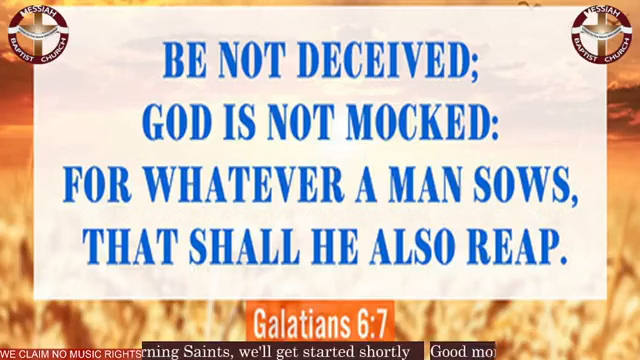 MESSIAH
BAPTIST CHURCH
MESSIAH
BAPTIST CHURCH
BE NOT DECEIVED;
GOD IS NOT MOCKED:
FOR WHATEVER A MAN SOWS,
THAT SHALL HE ALSO REAP.
Galatians 6:7
WE CLAIM NO MUSIC RIGHTS
rning Saints, we'll get started shortly
Good mo